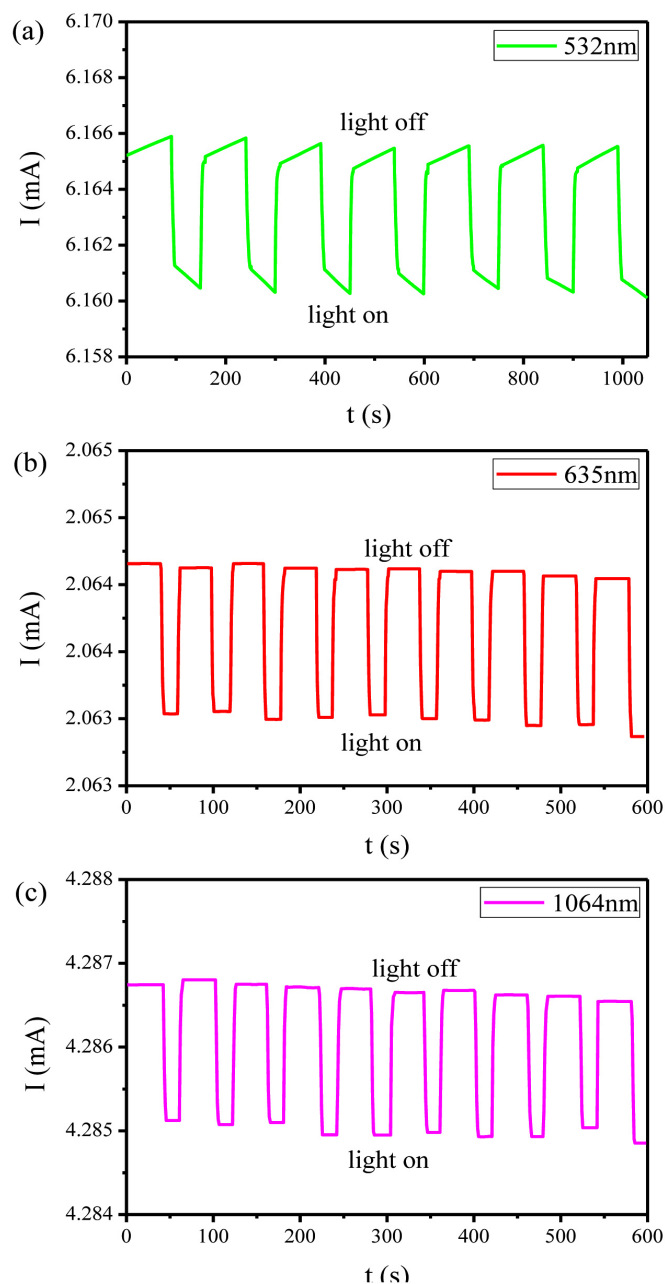 (a)
532nm
6.170
6.168
6.166
6.164
6.162
6.160
6.158
I (mA)
light off
light on
0 200 400 600 800 1000
t (s)
(b)
635nm
2.065
2.065
2.064
2.064
2.063
2.063
I (mA)
light off
light on
0 100 200 300 400 500 600
t (s)
(c)
1064nm
4.288
4.287
4.286
4.285
4.284
I (mA)
light off
light on
0 100 200 300 400 500 600
t (s)